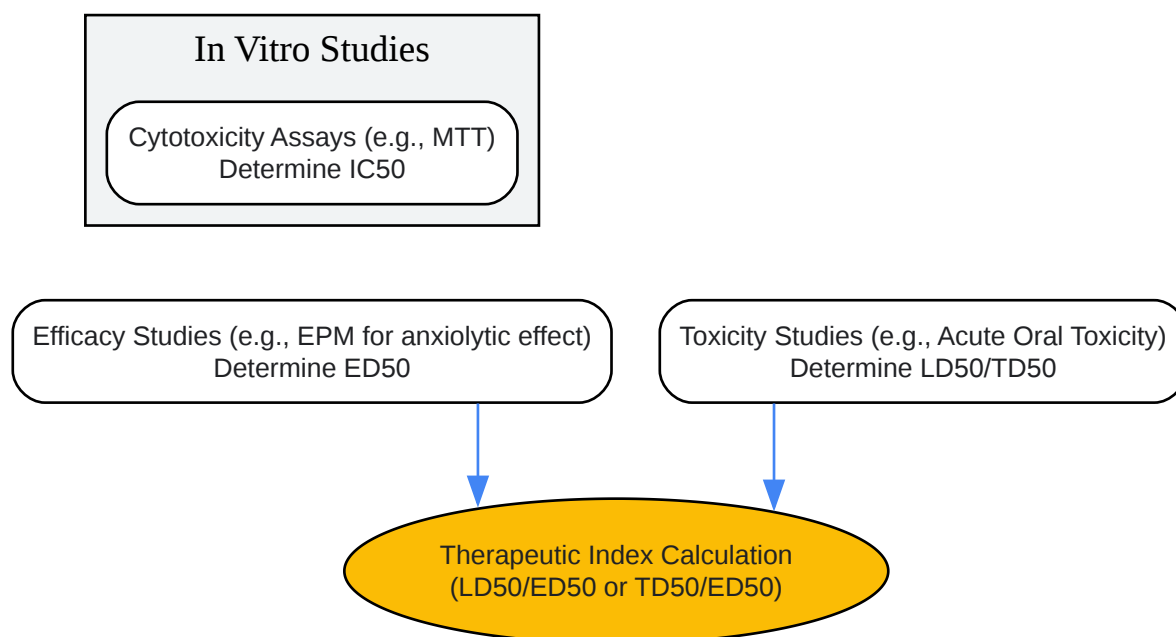 In Vitro Studies
Cytotoxicity Assays (e.g., MTT)
Determine IC50
Efficacy Studies (e.g., EPM for anxiolytic effect)
Determine ED50
Toxicity Studies (e.g., Acute Oral Toxicity)
Determine LD50/TD50
Therapeutic Index Calculation
(LD50/ED50 or TD50/ED50)